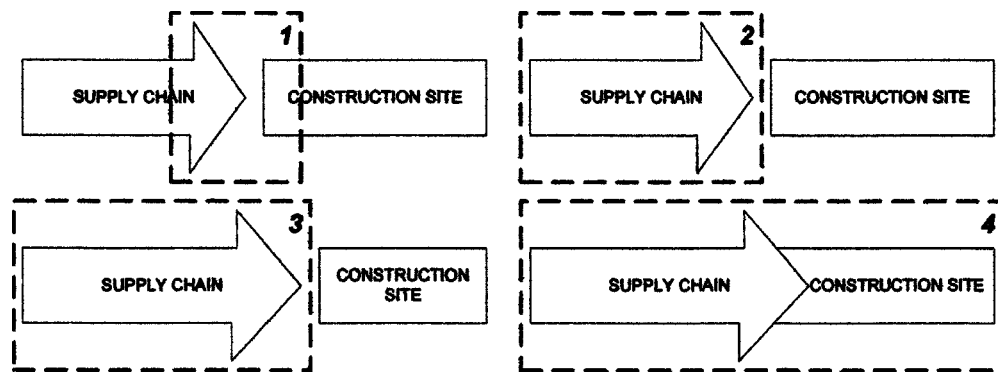 1
SUPPLY CHAIN
CONSTRUCTION SITE
2
SUPPLY CHAIN
CONSTRUCTION SITE
3
SUPPLY CHAIN
CONSTRUCTION
SITE
4
SUPPLY CHAIN
CONSTRUCTION SITE